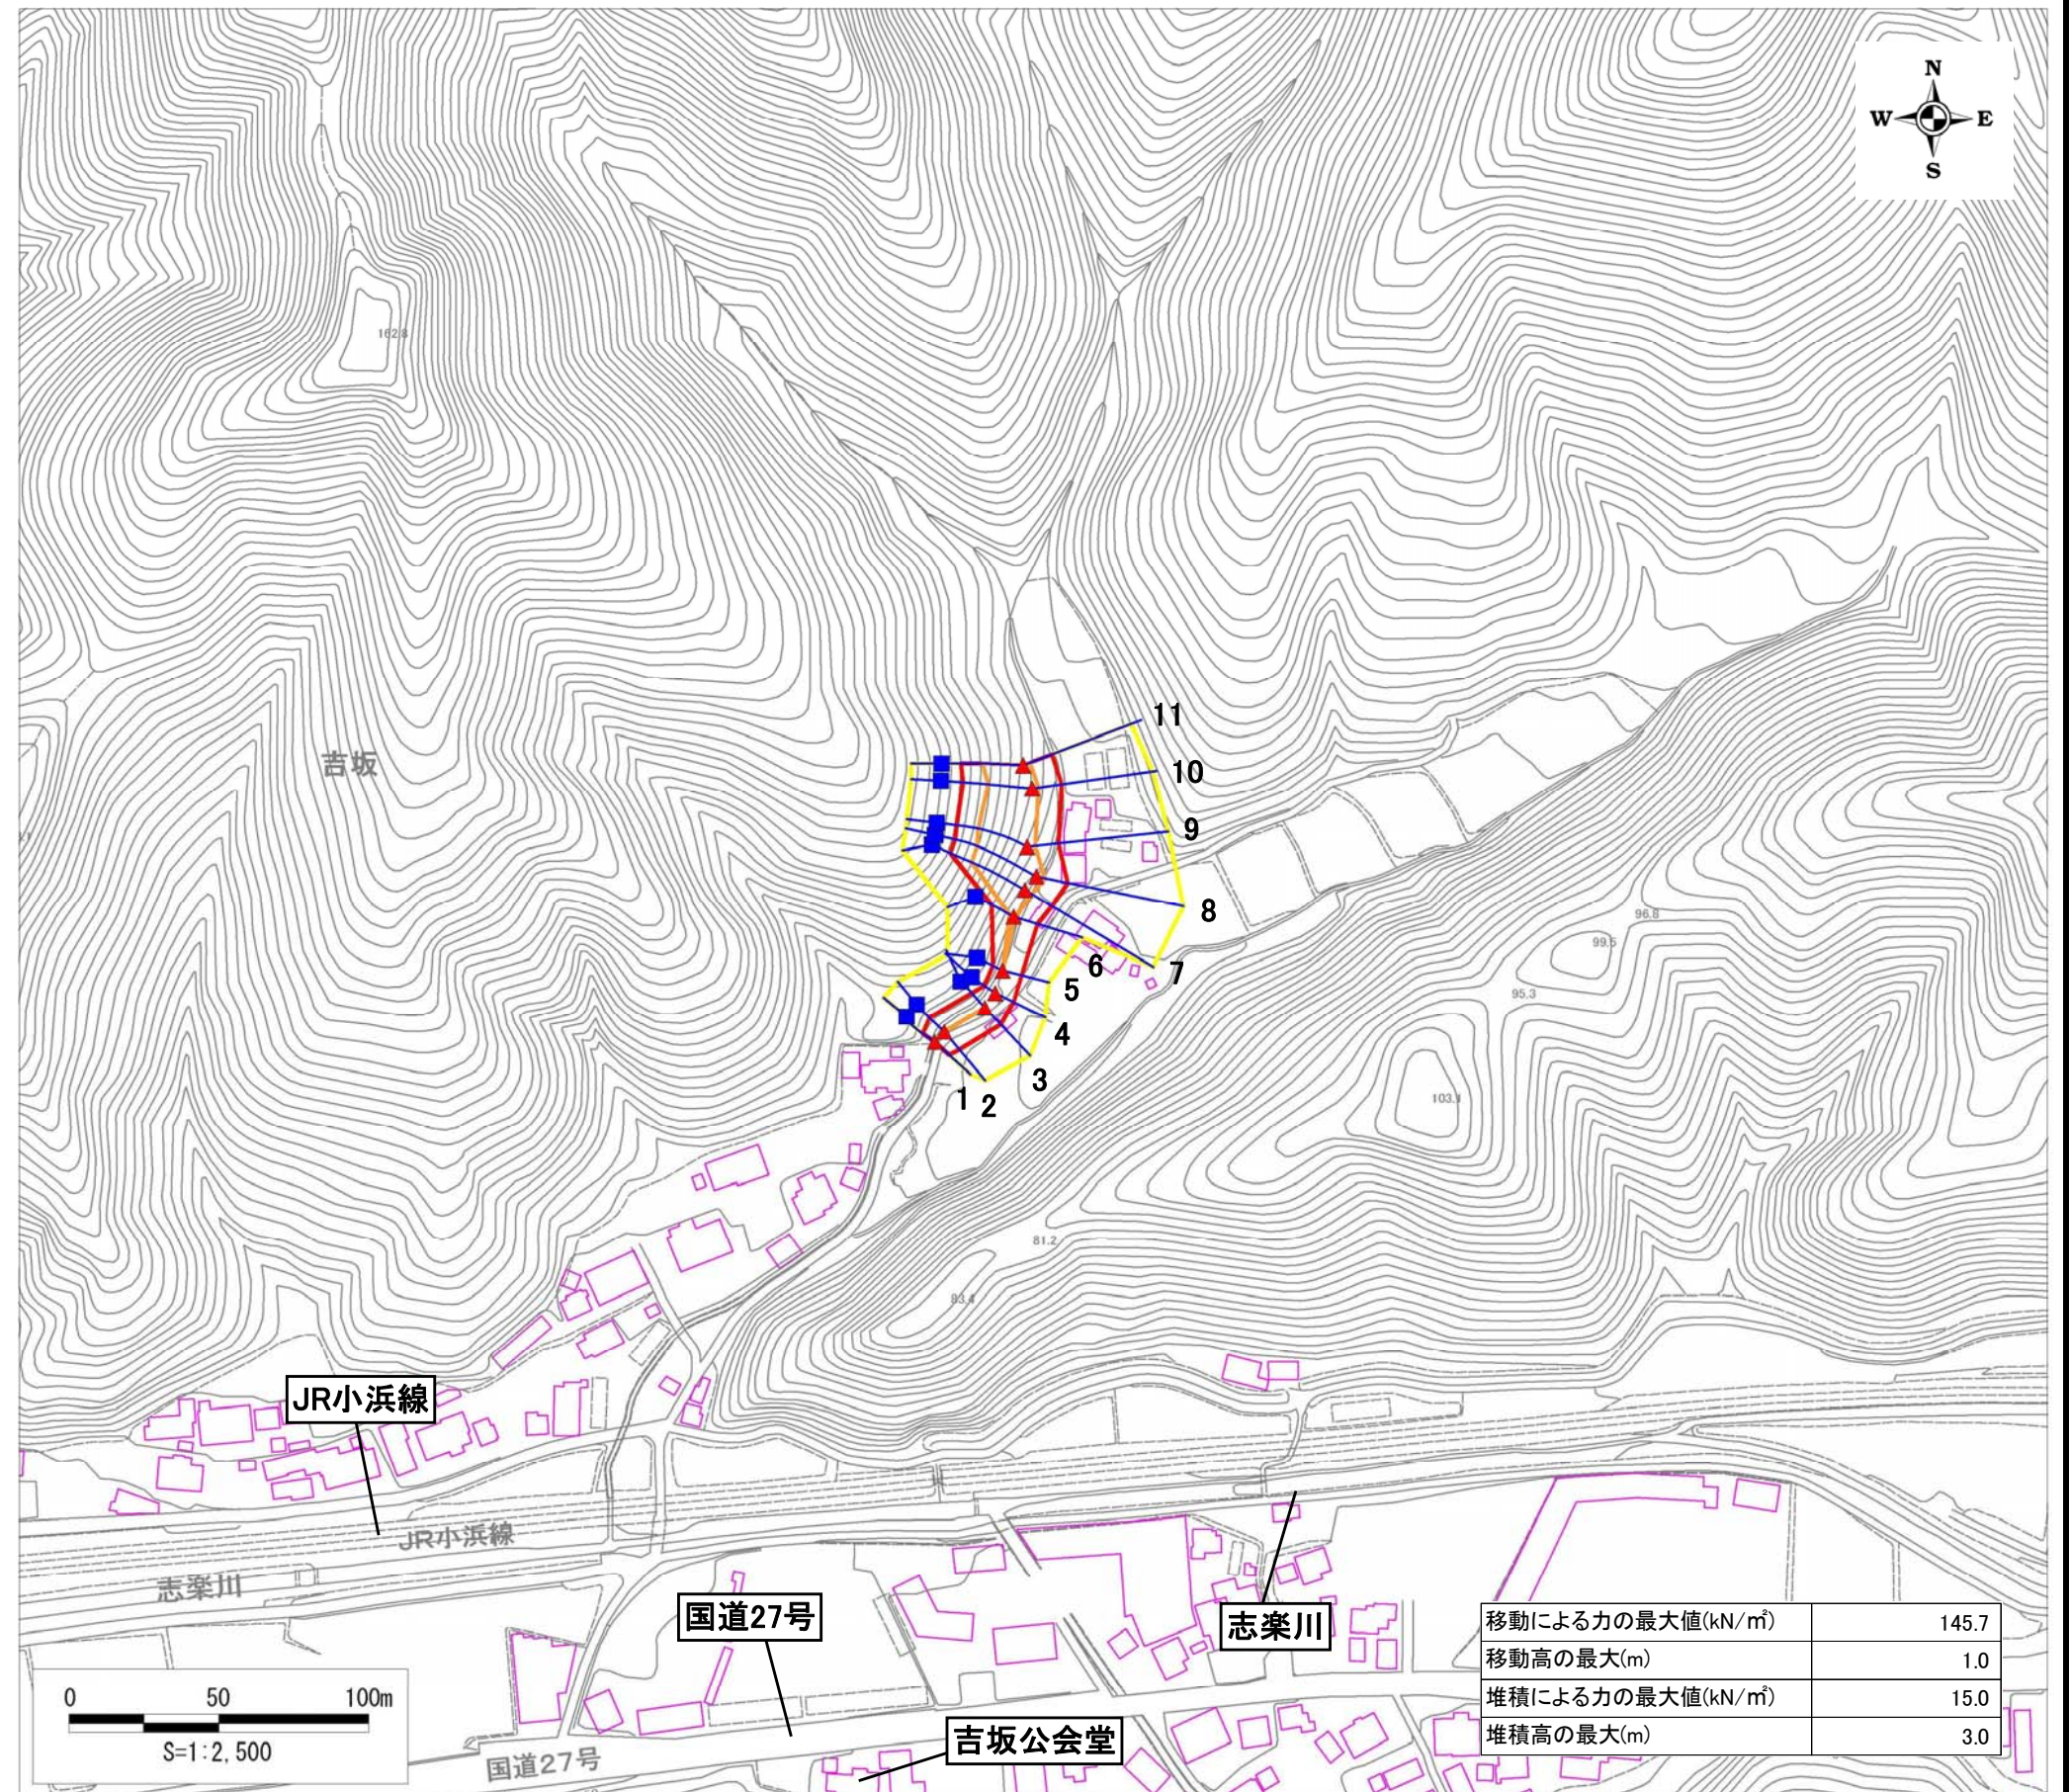 N
W E
S
162.8
吉坂
11
10
9
8
96.8
99.5
6
7
5
95.3
4
3
1 2
103.1
81.2
83.4
JR小浜線
JR小浜線
志楽川
国道27号
志楽川
移動による力の最大値(kN/㎡) 145.7
移動高の最大(m) 1.0
堆積による力の最大値(kN/㎡) 15.0
堆積高の最大(m) 3.0
0 50 100m
S=1:2,500
吉坂公会堂
国道27号